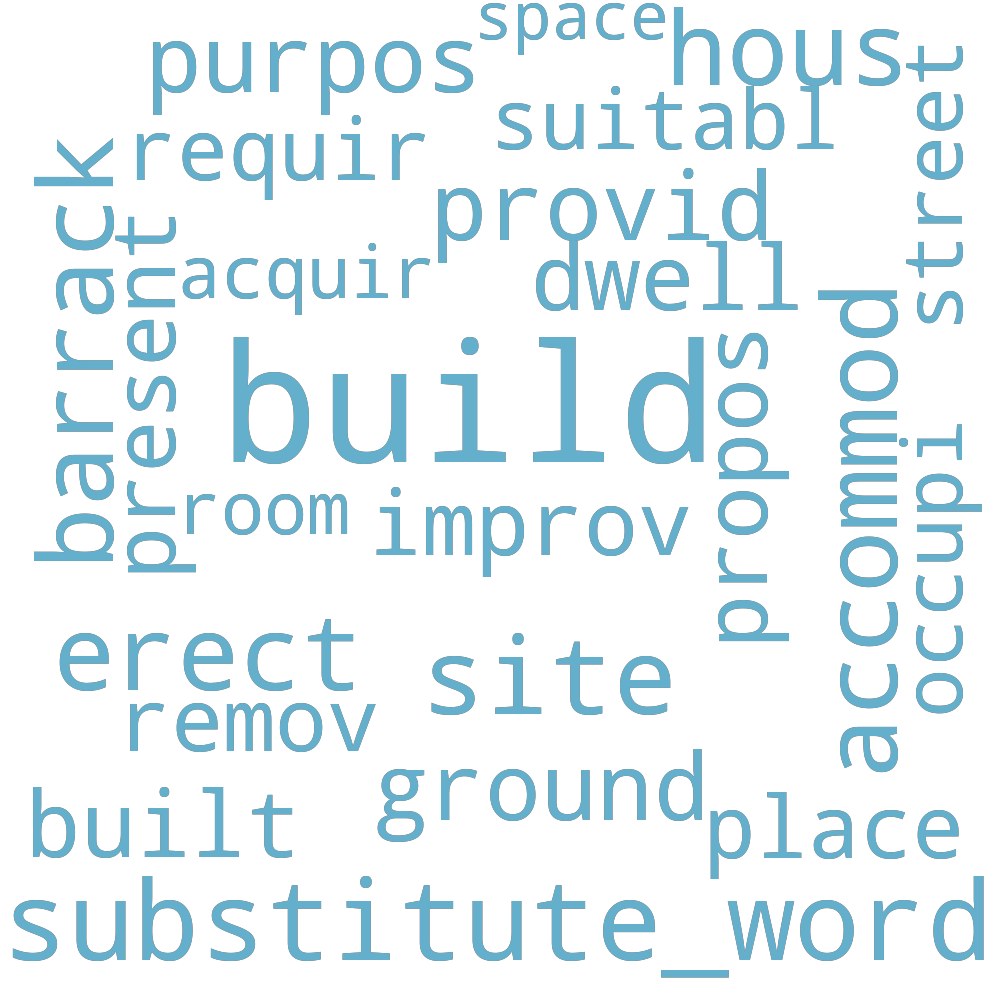 space
purpos
hous
suitabl
requir
street
barrack
provid
present
acquir
dwell
accommod
build
propos
occupi
room
improv
erect
site
remov
ground
built
place
substitute_word